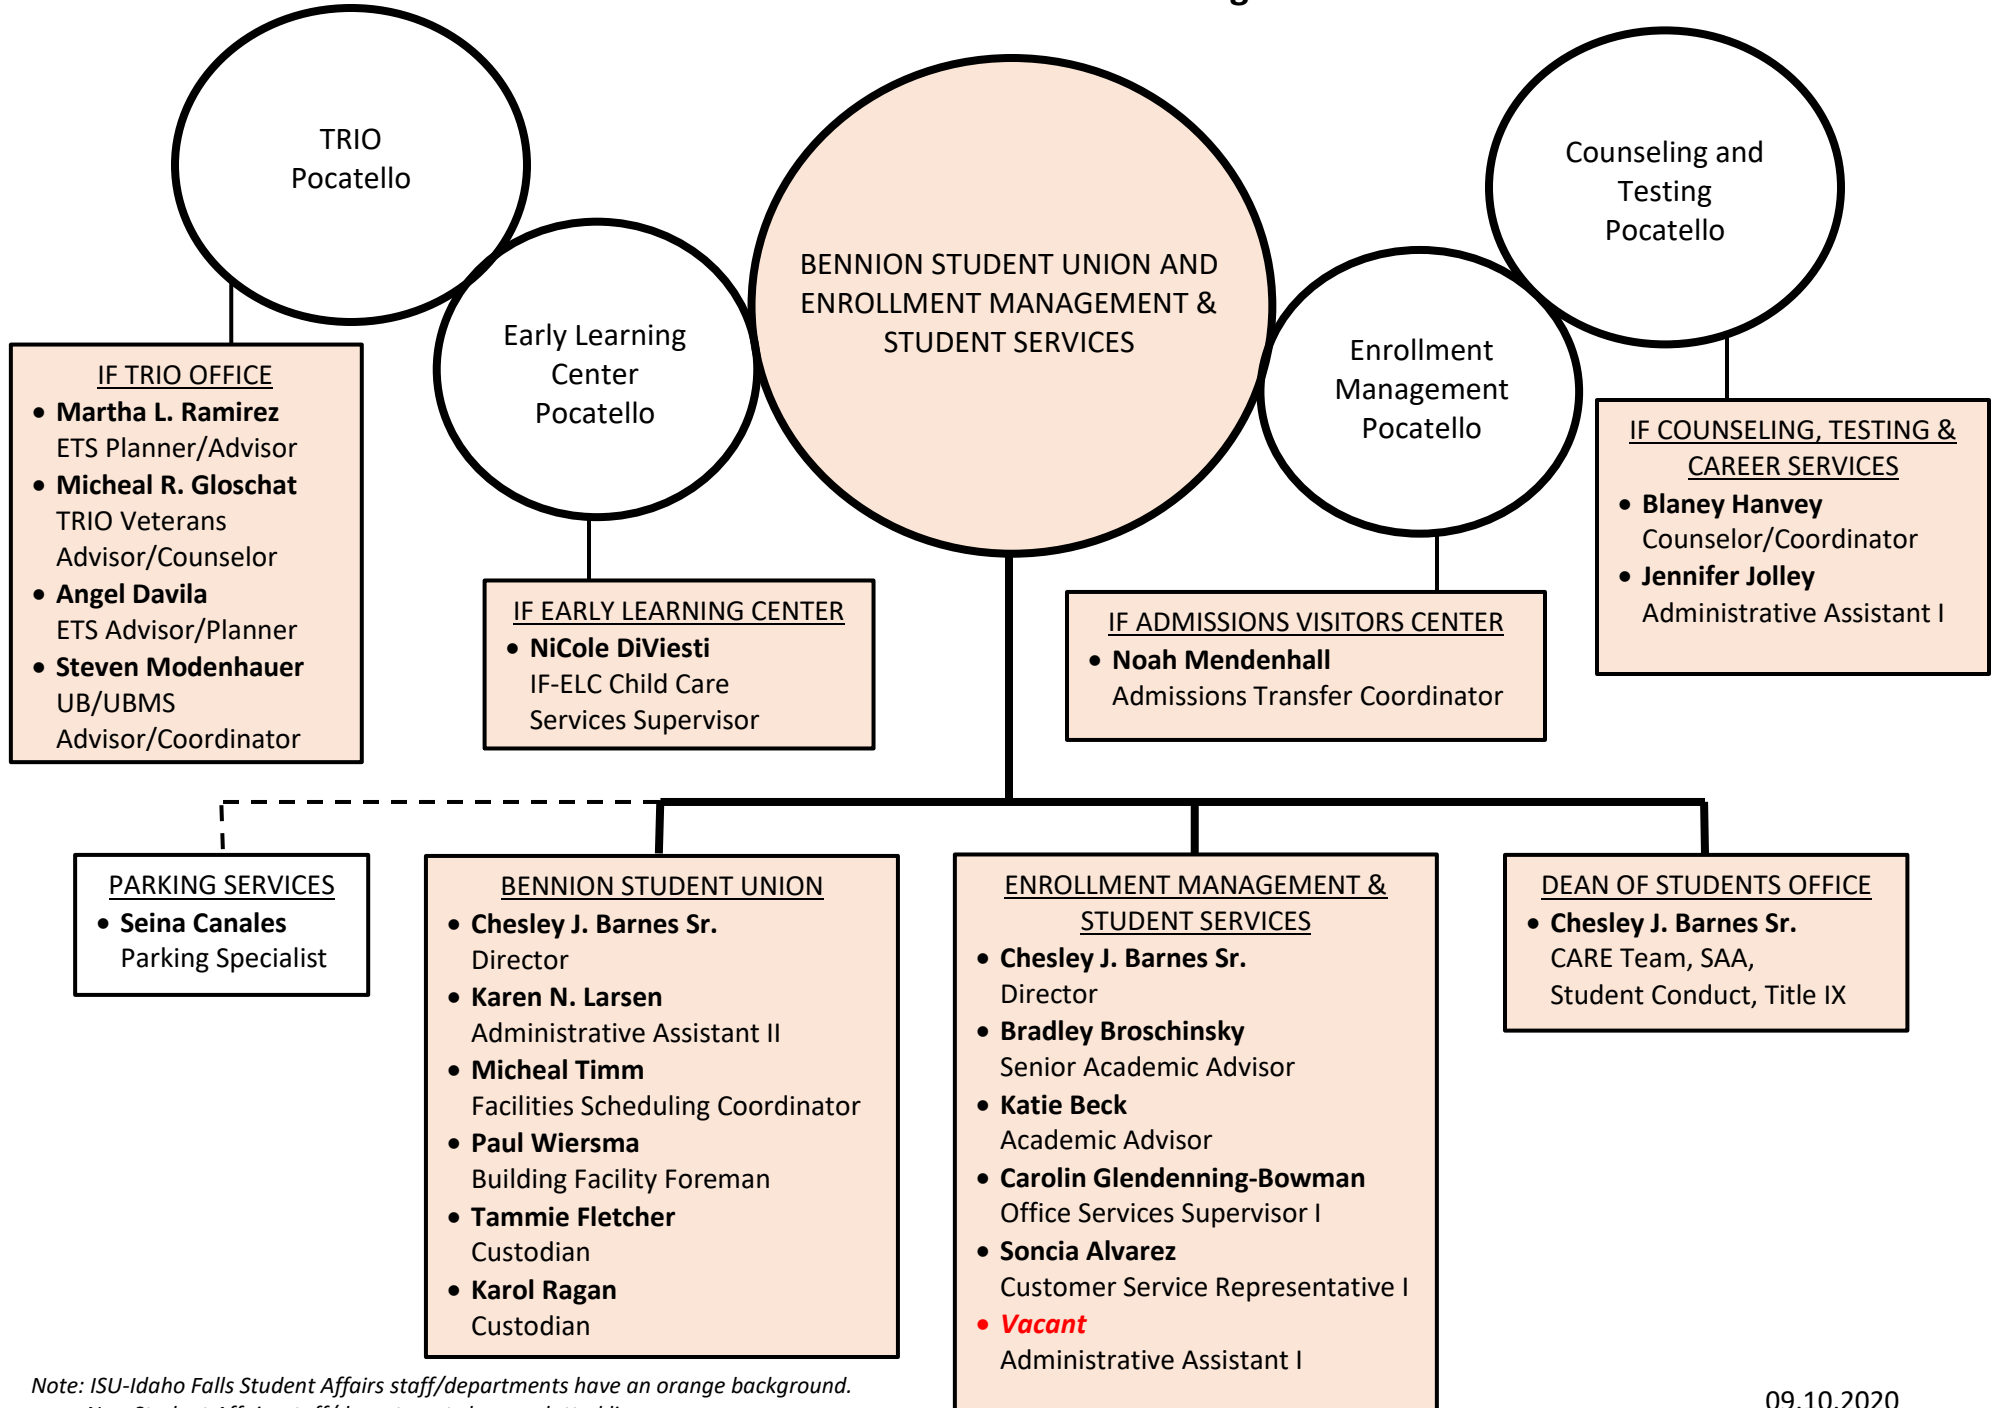 TRIO
Pocatello
Early Learning
Center
Pocatello
BENNION STUDENT UNION AND
ENROLLMENT MANAGEMENT &
STUDENT SERVICES
Enrollment
Management
Pocatello
Counseling and
Testing
Pocatello
IF TRIO OFFICE
• Martha L. Ramirez
ETS Planner/Advisor
• Micheal R. Gloschat
TRIO Veterans
Advisor/Counselor
• Angel Davila
ETS Advisor/Planner
• Steven Modenhauer
UB/UBMS
Advisor/Coordinator
IF EARLY LEARNING CENTER
• NiCole DiViesti
IF-ELC Child Care
Services Supervisor
IF ADMISSIONS VISITORS CENTER
• Noah Mendenhall
Admissions Transfer Coordinator
IF COUNSELING, TESTING &
CAREER SERVICES
• Blaney Hanvey
Counselor/Coordinator
• Jennifer Jolley
Administrative Assistant I
PARKING SERVICES
• Seina Canales
Parking Specialist
BENNION STUDENT UNION
• Chesley J. Barnes Sr.
Director
• Karen N. Larsen
Administrative Assistant II
• Micheal Timm
Facilities Scheduling Coordinator
• Paul Wiersma
Building Facility Foreman
• Tammie Fletcher
Custodian
• Karol Ragan
Custodian
ENROLLMENT MANAGEMENT &
STUDENT SERVICES
• Chesley J. Barnes Sr.
Director
• Bradley Broschinsky
Senior Academic Advisor
• Katie Beck
Academic Advisor
• Carolin Glendenning-Bowman
Office Services Supervisor I
• Soncia Alvarez
Customer Service Representative I
• Vacant
Administrative Assistant I
DEAN OF STUDENTS OFFICE
• Chesley J. Barnes Sr.
CARE Team, SAA,
Student Conduct, Title IX
Note: ISU-Idaho Falls Student Affairs staff/departments have an orange background.
09.10.2020